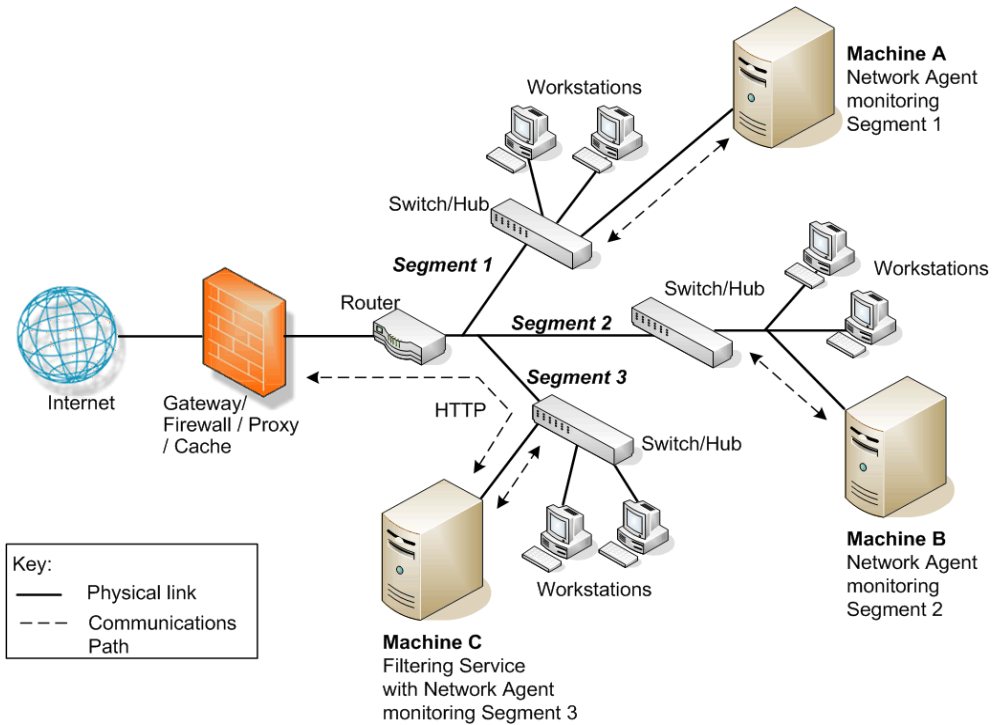 Machine A
Network Agent
monitoring
Segment 1
Workstations
Switch/Hub
Segment 1
Workstations
Switch/Hub
Router
Segment 2
Segment 3
Internet
Gateway/
Firewall / Proxy
/ Cache
HTTP
Switch/Hub
Machine B
Network Agent
monitoring
Segment 2
Workstations
Key:
Physical link
Communications
Path
Machine C
Filtering Service
with Network Agent
monitoring Segment 3